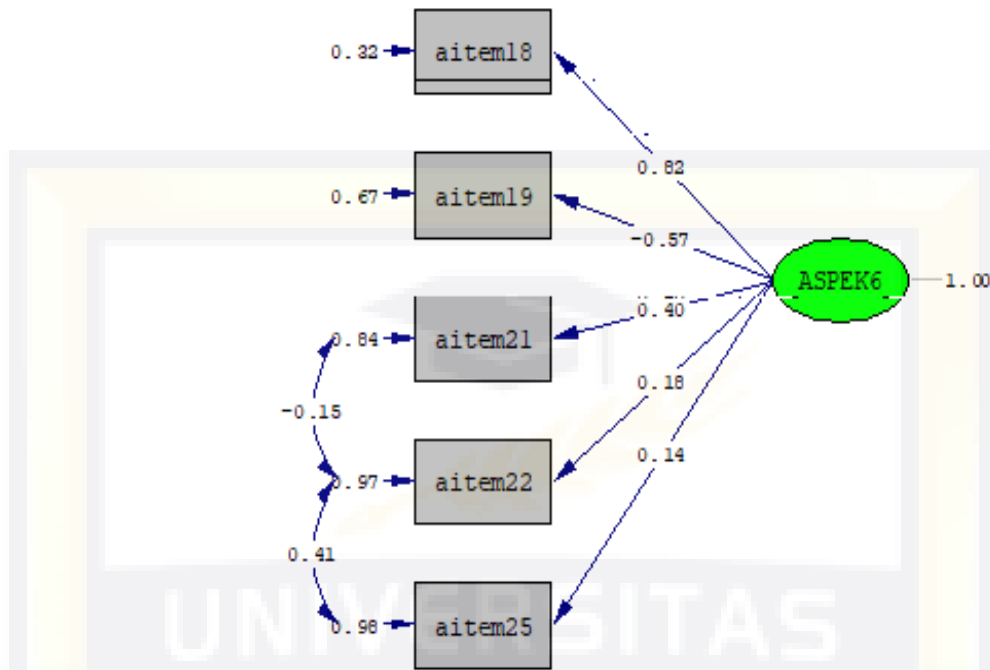 0.32 aitem18
0.82
0.67 aitem19
-0.57
ASPEK6 1.00
0.40
0.84 aitem21
0.18
-0.15
0.14
0.97 aitem22
0.41
0.98 aitem25
UNIVERSITAS